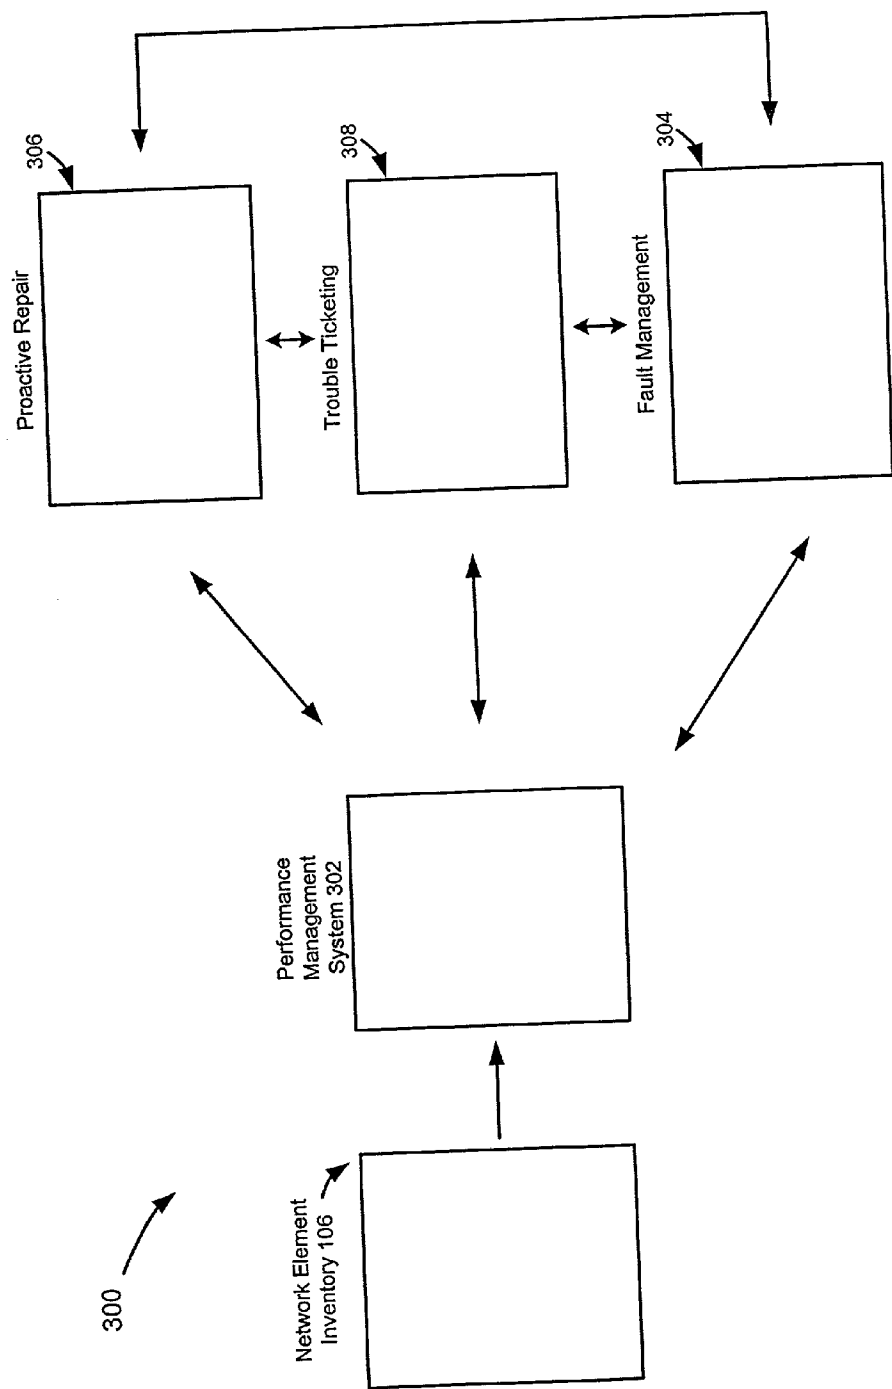 300
Network Element
Inventory 106
Performance
Management
System 302
Proactive Repair
306
Trouble Ticketing
308
Fault Management
304